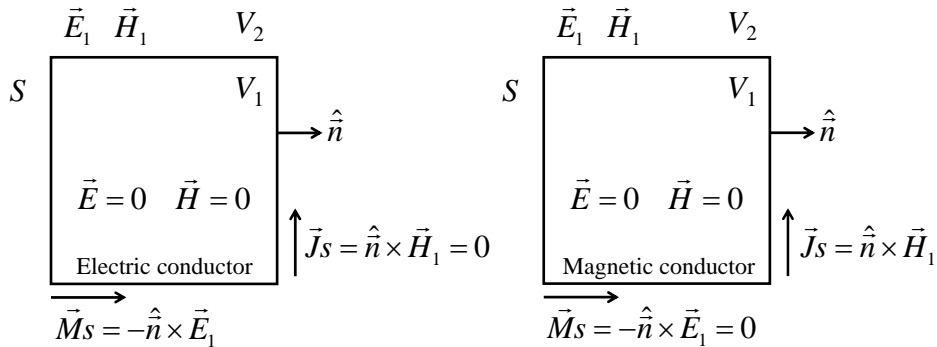 E⃗₁ H⃗₁ V₂
S
V₁
n̂⃗
E⃗ = 0 H⃗ = 0
J⃗s = n̂⃗ × H⃗₁ = 0
Electric conductor
M⃗s = −n̂⃗ × E⃗₁
E⃗₁ H⃗₁ V₂
S
V₁
n̂⃗
E⃗ = 0 H⃗ = 0
J⃗s = n̂⃗ × H⃗₁
Magnetic conductor
M⃗s = −n̂⃗ × E⃗₁ = 0